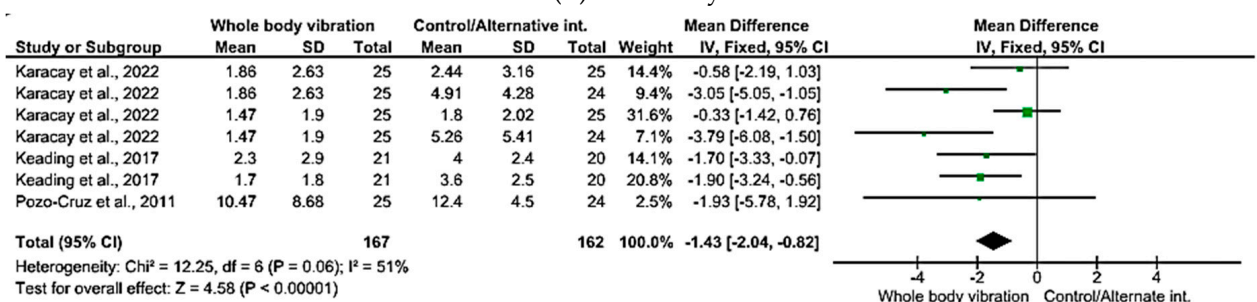 Whole body vibration Control/Alternative int. Mean Difference Mean Difference
Study or Subgroup Mean SD Total Mean SD Total Weight IV, Fixed, 95% CI IV, Fixed, 95% CI
Karacay et al., 2022 1.86 2.63 25 2.44 3.16 25 14.4% -0.58 [-2.19, 1.03]
Karacay et al., 2022 1.86 2.63 25 4.91 4.28 24 9.4% -3.05 [-5.05, -1.05]
Karacay et al., 2022 1.47 1.9 25 1.8 2.02 25 31.6% -0.33 [-1.42, 0.76]
Karacay et al., 2022 1.47 1.9 25 5.26 5.41 24 7.1% -3.79 [-6.08, -1.50]
Keading et al., 2017 2.3 2.9 21 4 2.4 20 14.1% -1.70 [-3.33, -0.07]
Keading et al., 2017 1.7 1.8 21 3.6 2.5 20 20.8% -1.90 [-3.24, -0.56]
Pozo-Cruz et al., 2011 10.47 8.68 25 12.4 4.5 24 2.5% -1.93 [-5.78, 1.92]
Total (95% CI) 167 162 100.0% -1.43 [-2.04, -0.82]
Heterogeneity: Chi² = 12.25, df = 6 (P = 0.06); I² = 51%
Test for overall effect: Z = 4.58 (P < 0.00001)
-4 -2 0 2 4
Whole body vibration Control/Alternate int.